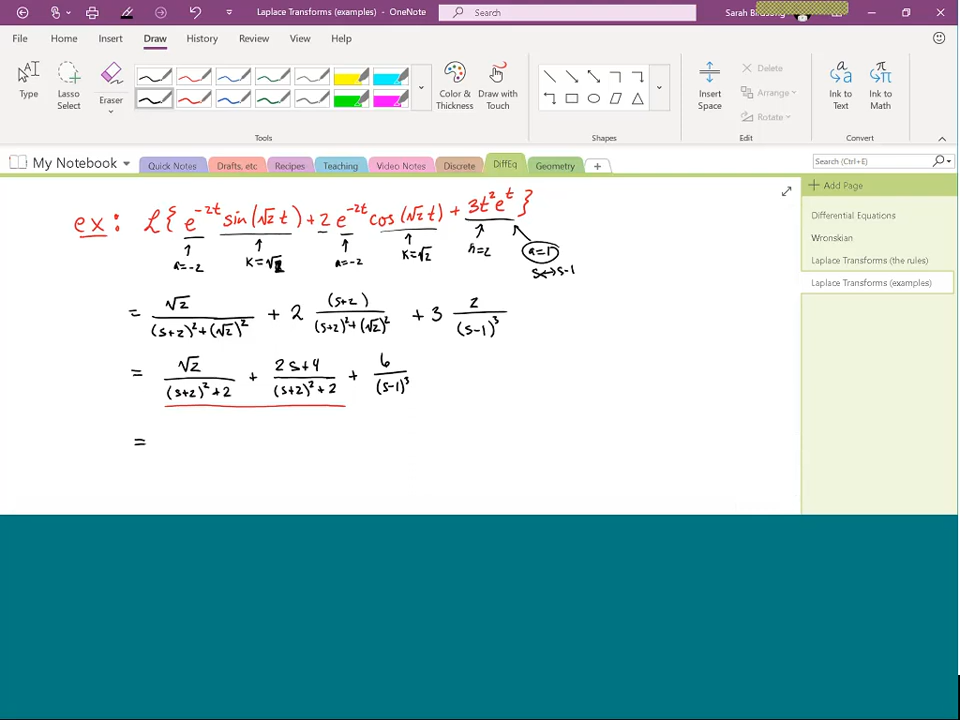 Laplace Transforms (examples) - OneNote
Search
File Home Insert Draw History Review View Help
Type
Lasso Select
Eraser
Color & Thickness
Draw with Touch
Insert Space
Delete
Arrange
Rotate
Ink to Text
Ink to Math
Tools
Shapes
Edit
Convert
My Notebook
Quick Notes Drafts, etc. Recipes Teaching Video Notes Discrete DiffEq Geometry
Search (Ctrl+E)
Add Page
Differential Equations
Wronskian
Laplace Transforms (the rules)
Laplace Transforms (examples)
ex: ℒ{e^{-2t} sin(√2 t) + 2e^{-2t} cos(√2 t) + 3t²e^t}
a=-2 K=√2 a=-2 K=√2 n=2 a=1
s↔s-1
= √2/((s+2)²+(√2)²) + 2 (s+2)/((s+2)²+(√2)²) + 3 2/(s-1)³
= √2/((s+2)²+2) + (2s+4)/((s+2)²+2) + 6/(s-1)³
=